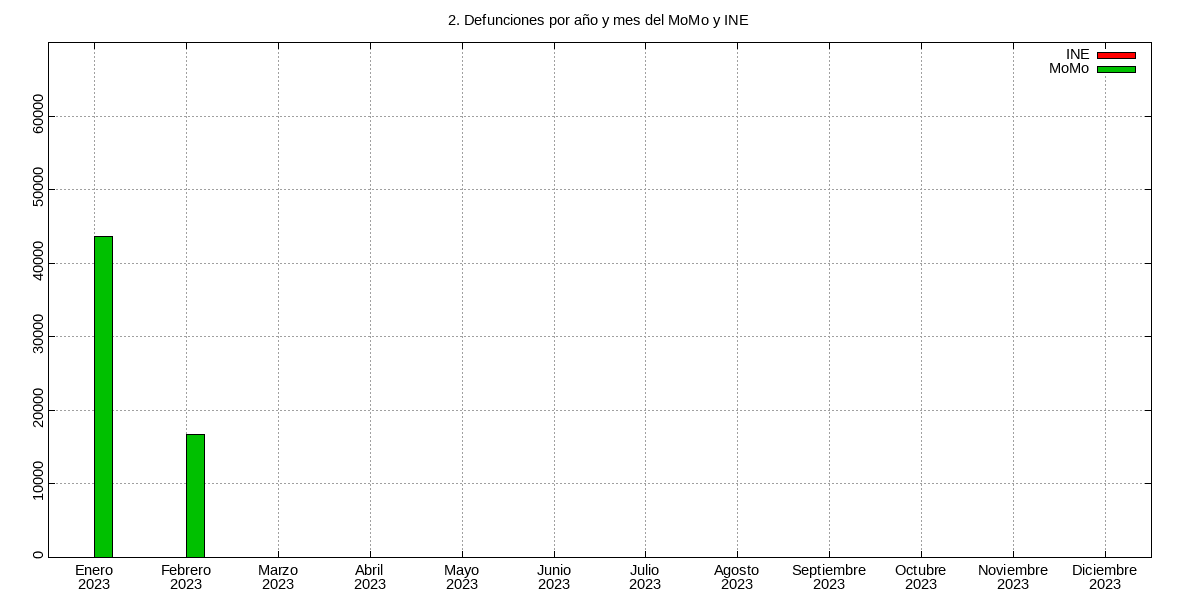 2. Defunciones por año y mes del MoMo y INE
INE
MoMo
60000
50000
40000
30000
20000
10000
0
Enero Febrero Marzo Abril Mayo Junio Julio Agosto Septiembre Octubre Noviembre Diciembre
2023 2023 2023 2023 2023 2023 2023 2023 2023 2023 2023 2023